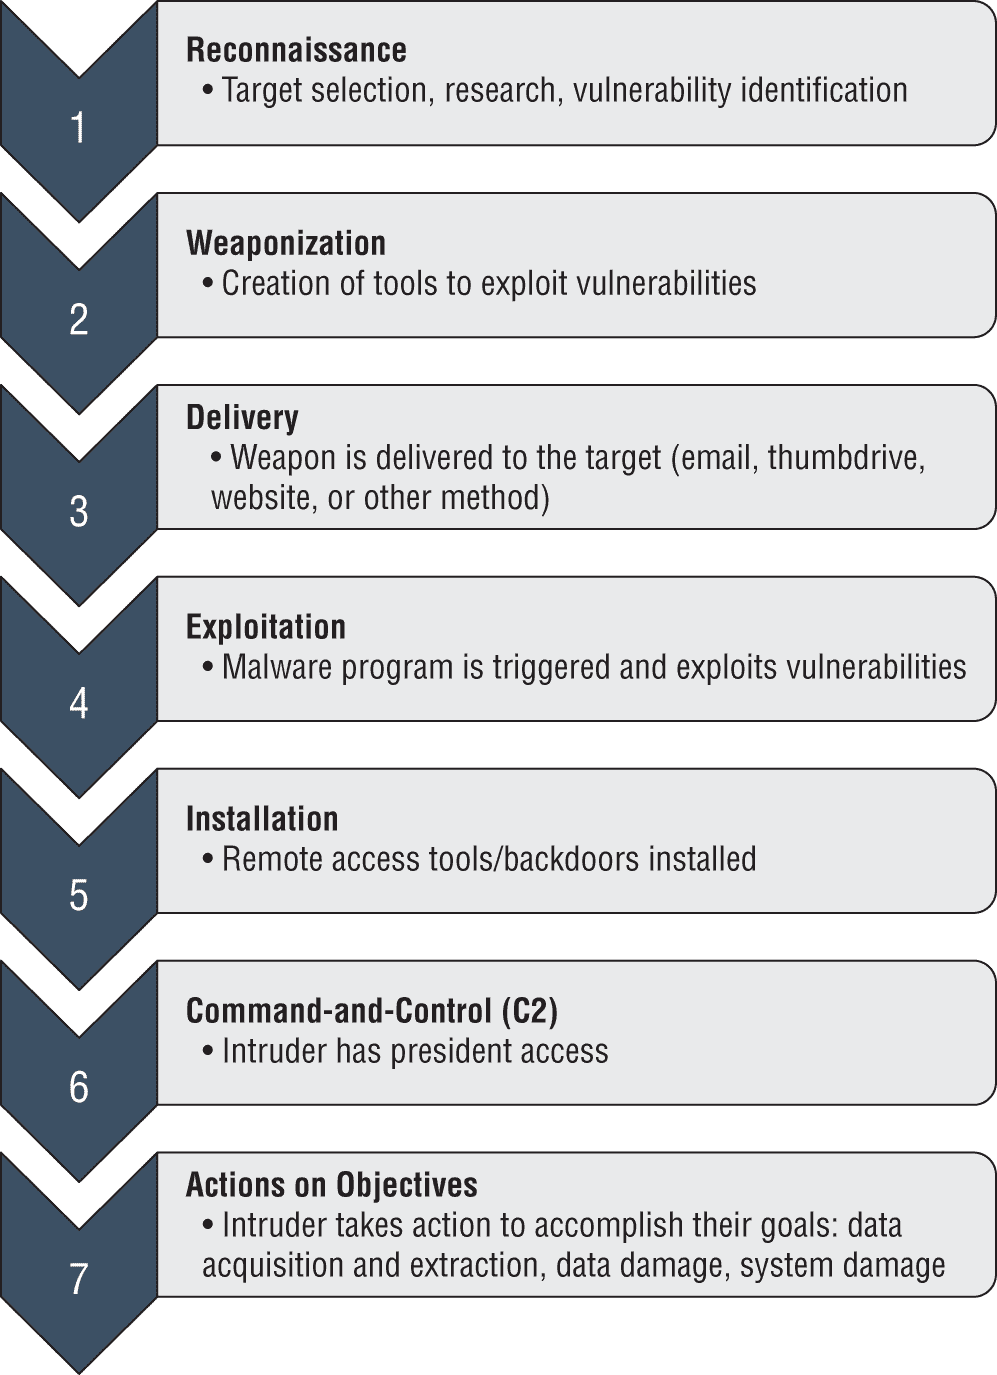 1
Reconnaissance
• Target selection, research, vulnerability identification
2
Weaponization
• Creation of tools to exploit vulnerabilities
3
Delivery
• Weapon is delivered to the target (email, thumbdrive,
website, or other method)
4
Exploitation
• Malware program is triggered and exploits vulnerabilities
5
Installation
• Remote access tools/backdoors installed
6
Command-and-Control (C2)
• Intruder has president access
7
Actions on Objectives
• Intruder takes action to accomplish their goals: data
acquisition and extraction, data damage, system damage